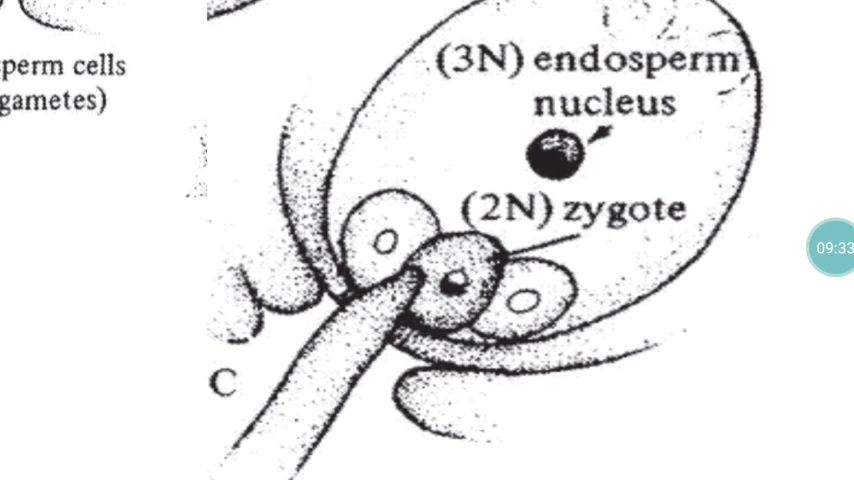 sperm cells
gametes)
(3N) endosperm
nucleus
(2N) zygote
C
09:33